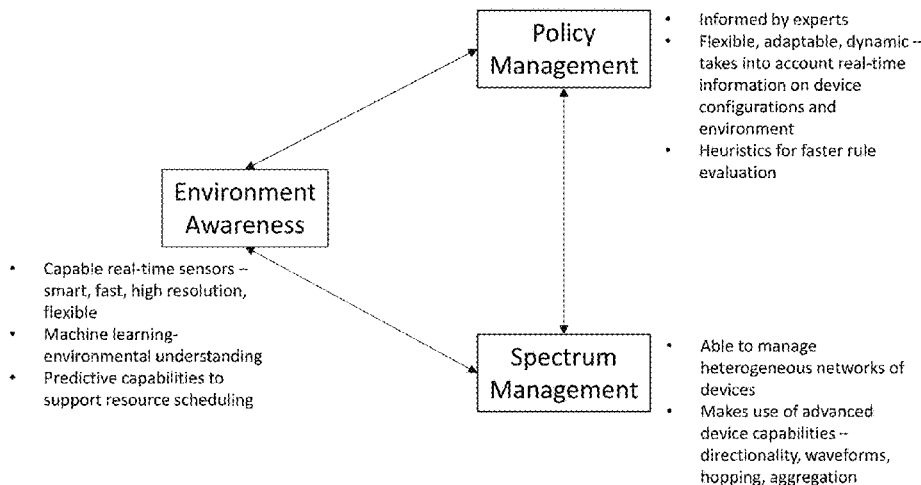 Policy
Management
• Informed by experts
• Flexible, adaptable, dynamic –
takes into account real-time
information on device
configurations and
environment
• Heuristics for faster rule
evaluation
Environment
Awareness
• Capable real-time sensors –
smart, fast, high resolution,
flexible
• Machine learning-
environmental understanding
• Predictive capabilities to
support resource scheduling
Spectrum
Management
• Able to manage
heterogeneous networks of
devices
• Makes use of advanced
device capabilities –
directionality, waveforms,
hopping, aggregation